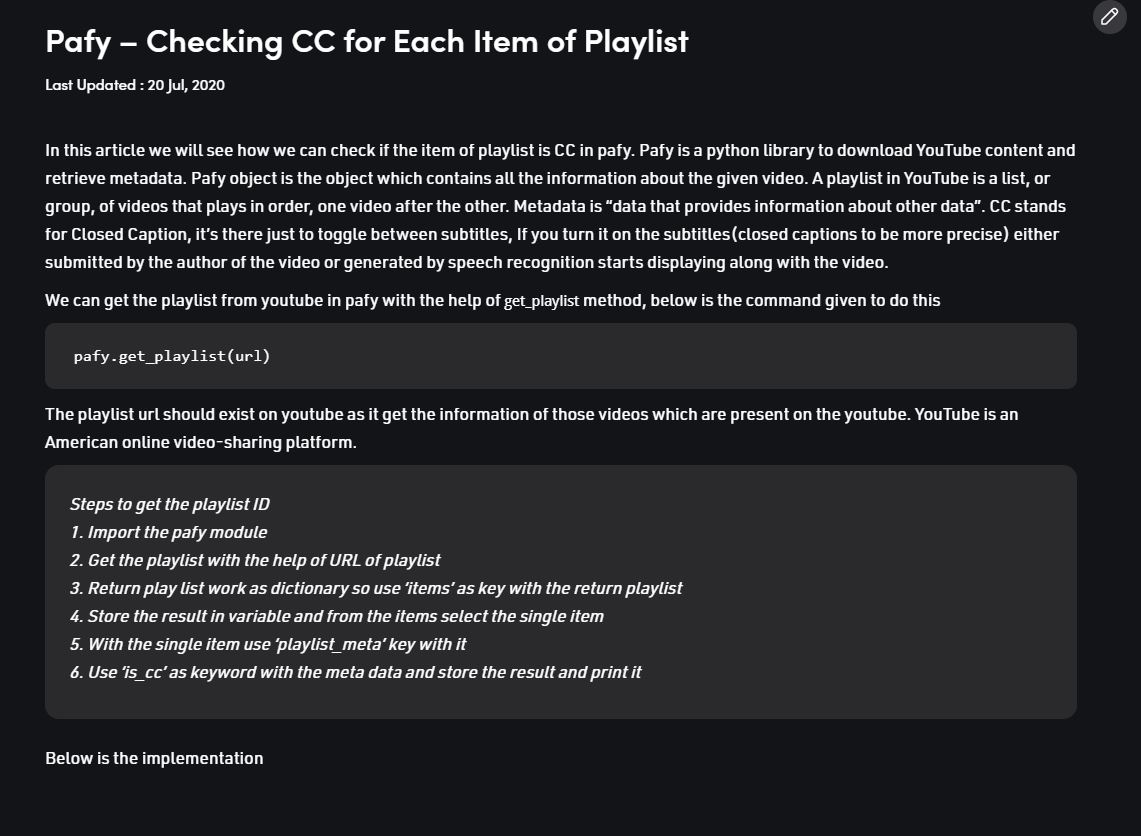 Pafy – Checking CC for Each Item of Playlist
Last Updated : 20 Jul, 2020
In this article we will see how we can check if the item of playlist is CC in pafy. Pafy is a python library to download YouTube content and
retrieve metadata. Pafy object is the object which contains all the information about the given video. A playlist in YouTube is a list, or
group, of videos that plays in order, one video after the other. Metadata is “data that provides information about other data”. CC stands
for Closed Caption, it’s there just to toggle between subtitles, If you turn it on the subtitles(closed captions to be more precise) either
submitted by the author of the video or generated by speech recognition starts displaying along with the video.
We can get the playlist from youtube in pafy with the help of get_playlist method, below is the command given to do this
pafy.get_playlist(url)
The playlist url should exist on youtube as it get the information of those videos which are present on the youtube. YouTube is an
American online video-sharing platform.
Steps to get the playlist ID
1. Import the pafy module
2. Get the playlist with the help of URL of playlist
3. Return play list work as dictionary so use ‘items’ as key with the return playlist
4. Store the result in variable and from the items select the single item
5. With the single item use ‘playlist_meta’ key with it
6. Use ‘is_cc’ as keyword with the meta data and store the result and print it
Below is the implementation